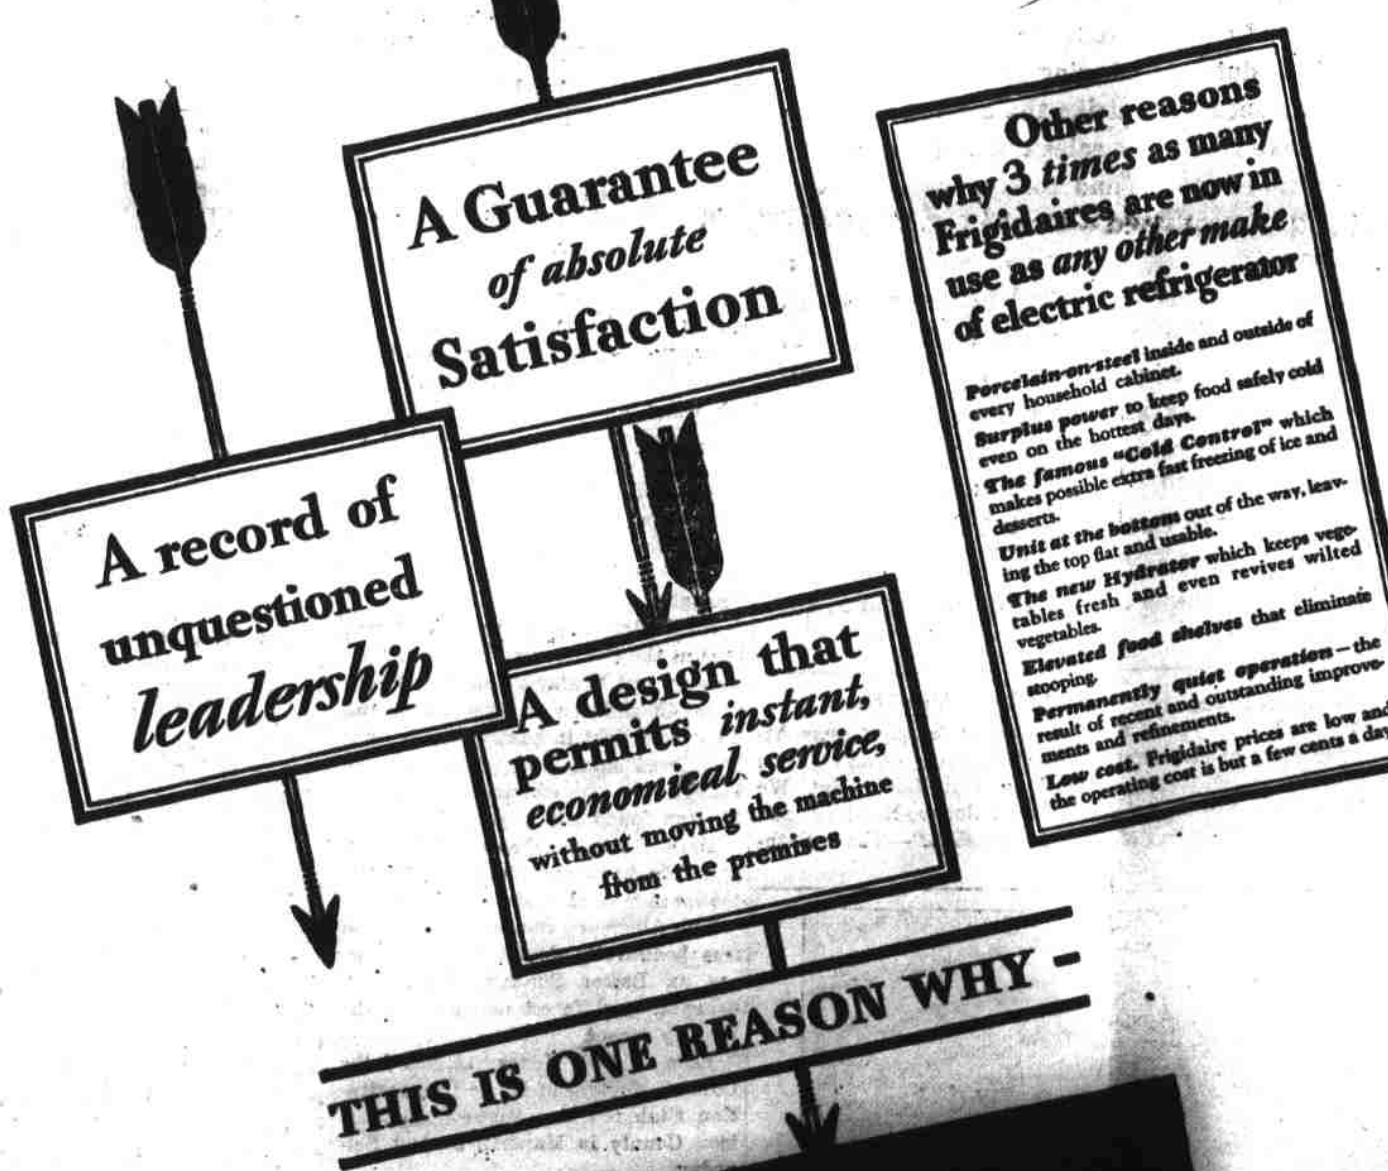 A Guarantee
of absolute
Satisfaction
A record of
unquestioned
leadership
A design that
permits instant,
economical service,
without moving the machine
from the premises
THIS IS ONE REASON WHY -
Other reasons
why 3 times as many
Frigidaires are now in
use as any other make
of electric refrigerator
Porcelain-on-steel inside and outside of
every household cabinet.
Surplus power to keep food safely cold
even on the hottest days.
The famous "Cold Control" which
makes possible extra fast freezing of ice and
desserts.
Unit at the bottom out of the way, leav-
ing the top flat and usable.
The new Hydrator which keeps vege-
tables fresh and even revives wilted
vegetables.
Elevated food shelves that eliminate
stooping.
Permanently quiet operation — the
result of recent and outstanding improve-
ments and refinements.
Low cost. Frigidaire prices are low and
the operating cost is but a few cents a day